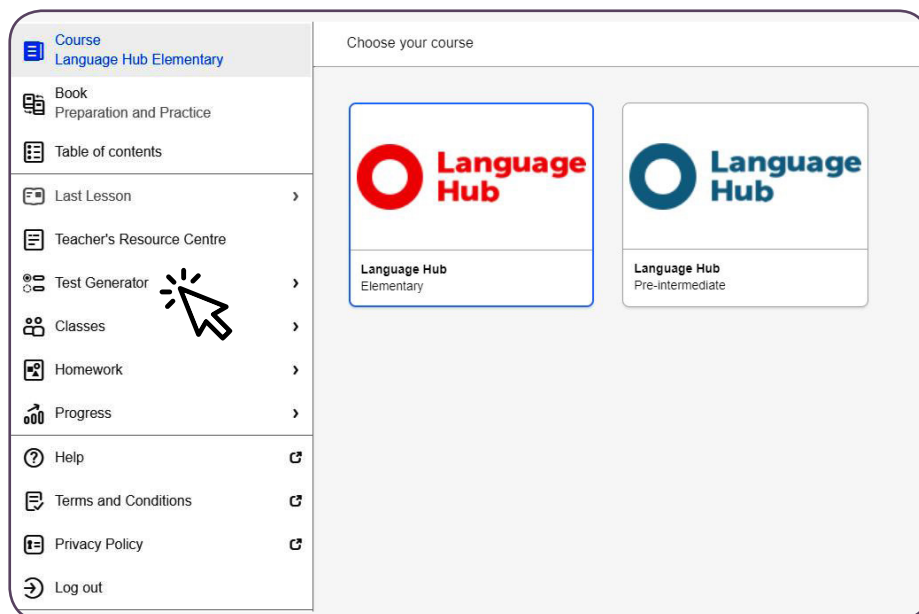 Course
Language Hub Elementary
Book
Preparation and Practice
Table of contents
Last Lesson
Teacher's Resource Centre
Test Generator
Classes
Homework
Progress
Help
Terms and Conditions
Privacy Policy
Log out
Choose your course
Language
Hub
Language Hub
Elementary
Language
Hub
Language Hub
Pre-intermediate